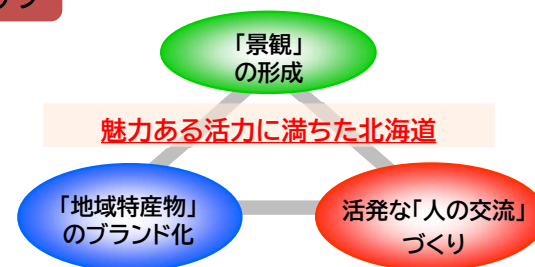 「景観」
の形成
魅力ある活力に満ちた北海道
「地域特産物」
のブランド化
活発な「人の交流」
づくり